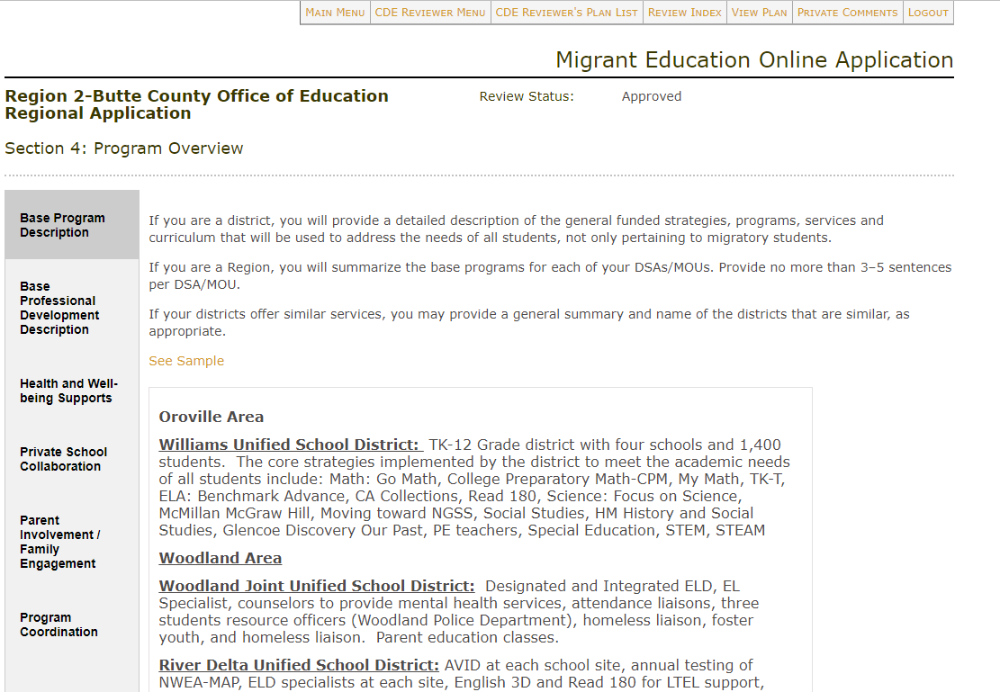 Main Menu CDE Reviewer Menu CDE Reviewer's Plan List Review Index View Plan Private Comments Logout
Migrant Education Online Application
Region 2-Butte County Office of Education
Regional Application
Review Status: Approved
Section 4: Program Overview
Base Program
Description
Base
Professional
Development
Description
Health and Well-
being Supports
Private School
Collaboration
Parent
Involvement /
Family
Engagement
Program
Coordination
If you are a district, you will provide a detailed description of the general funded strategies, programs, services and
curriculum that will be used to address the needs of all students, not only pertaining to migratory students.
If you are a Region, you will summarize the base programs for each of your DSAs/MOUs. Provide no more than 3–5 sentences
per DSA/MOU.
If your districts offer similar services, you may provide a general summary and name of the districts that are similar, as
appropriate.
See Sample
Oroville Area
Williams Unified School District: TK-12 Grade district with four schools and 1,400
students. The core strategies implemented by the district to meet the academic needs
of all students include: Math: Go Math, College Preparatory Math-CPM, My Math, TK-T,
ELA: Benchmark Advance, CA Collections, Read 180, Science: Focus on Science,
McMillan McGraw Hill, Moving toward NGSS, Social Studies, HM History and Social
Studies, Glencoe Discovery Our Past, PE teachers, Special Education, STEM, STEAM
Woodland Area
Woodland Joint Unified School District: Designated and Integrated ELD, EL
Specialist, counselors to provide mental health services, attendance liaisons, three
students resource officers (Woodland Police Department), homeless liaison, foster
youth, and homeless liaison. Parent education classes.
River Delta Unified School District: AVID at each school site, annual testing of
NWEA-MAP, ELD specialists at each site, English 3D and Read 180 for LTEL support,